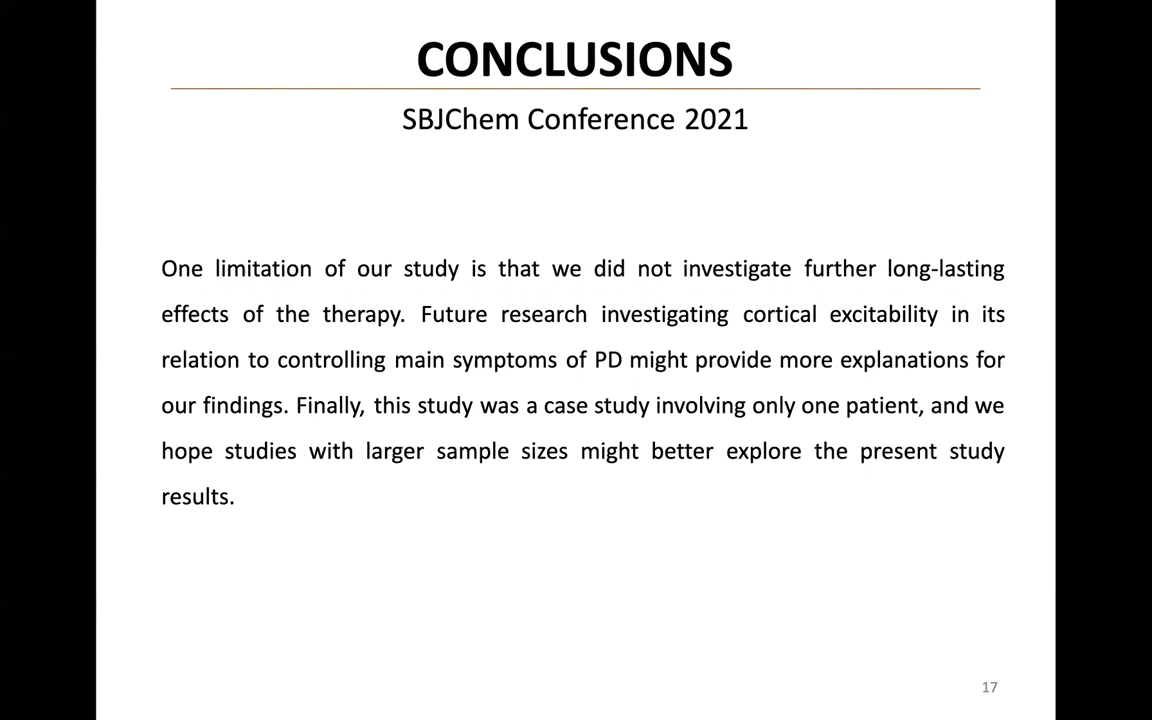 CONCLUSIONS
SBJChem Conference 2021
One limitation of our study is that we did not investigate further long-lasting
effects of the therapy. Future research investigating cortical excitability in its
relation to controlling main symptoms of PD might provide more explanations for
our findings. Finally, this study was a case study involving only one patient, and we
hope studies with larger sample sizes might better explore the present study
results.
17